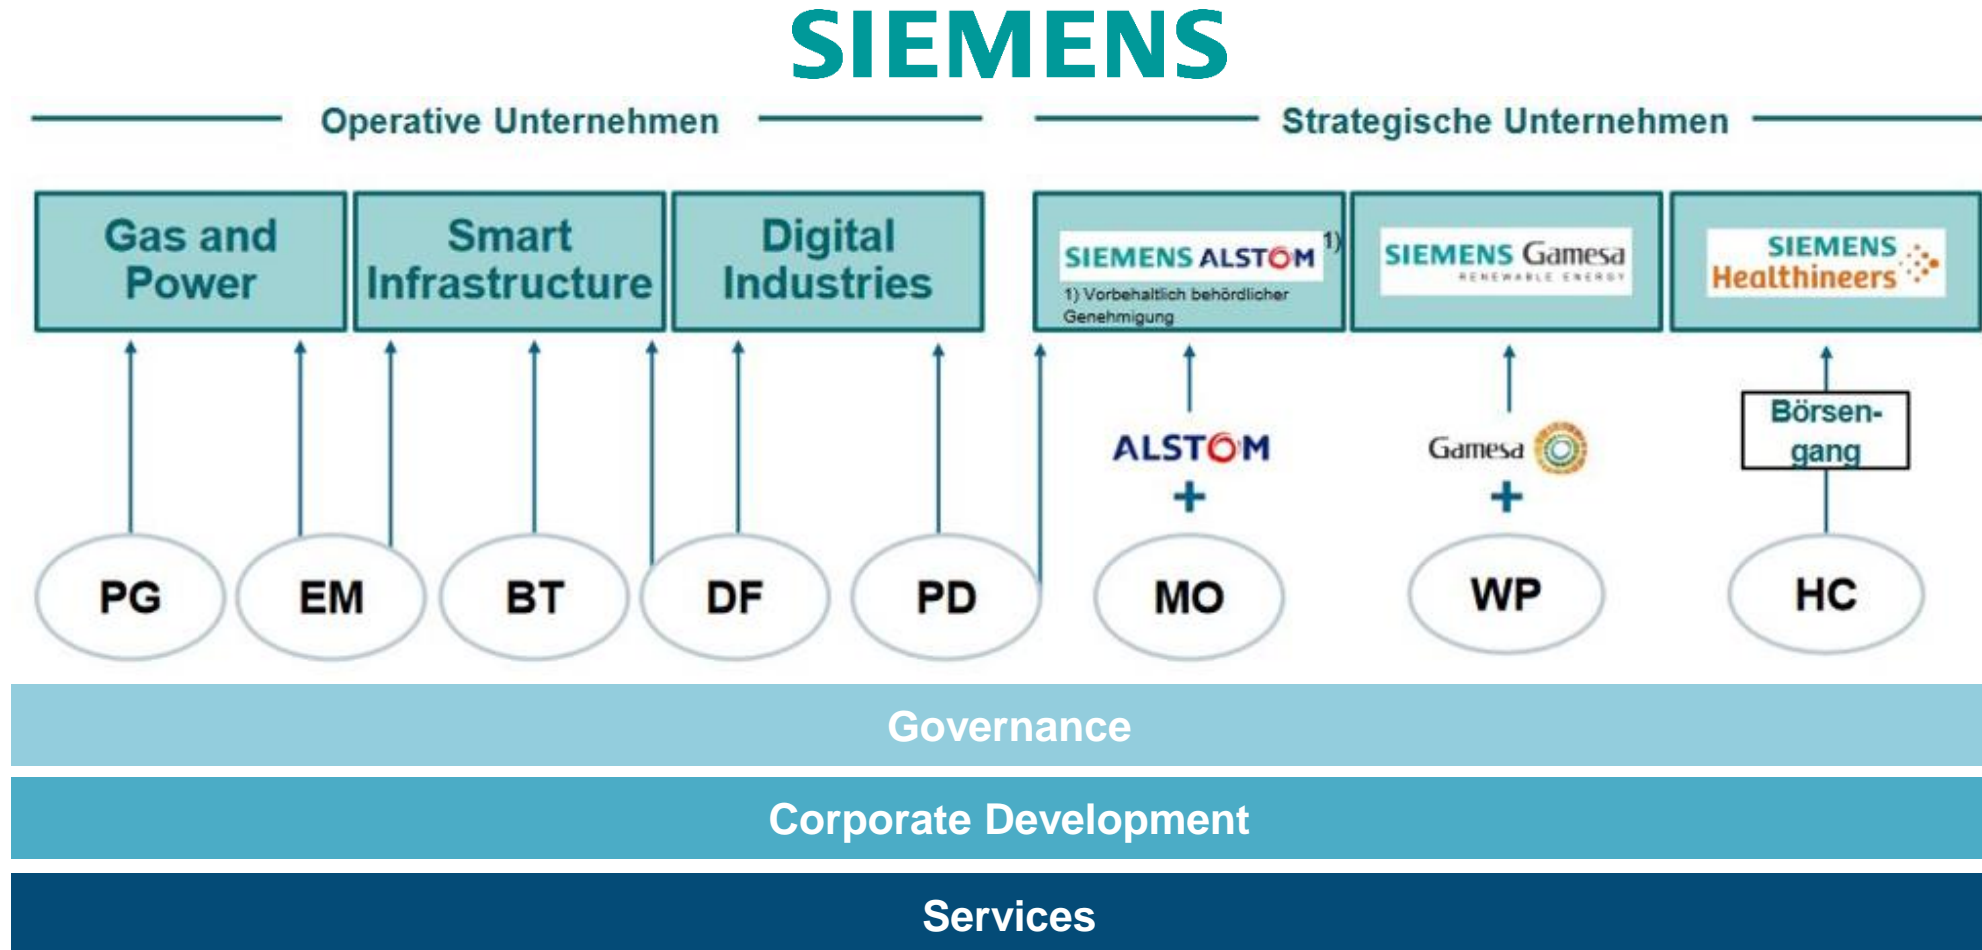 SIEMENS
Operative Unternehmen
Strategische Unternehmen
Gas and
Power
Smart
Infrastructure
Digital
Industries
SIEMENS ALSTOM 1)
1) Vorbehaltlich behördlicher
Genehmigung
SIEMENS Gamesa
RENEWABLE ENERGY
SIEMENS
Healthineers
ALSTOM
+
Gamesa
+
Börsen-
gang
PG
EM
BT
DF
PD
MO
WP
HC
Governance
Corporate Development
Services